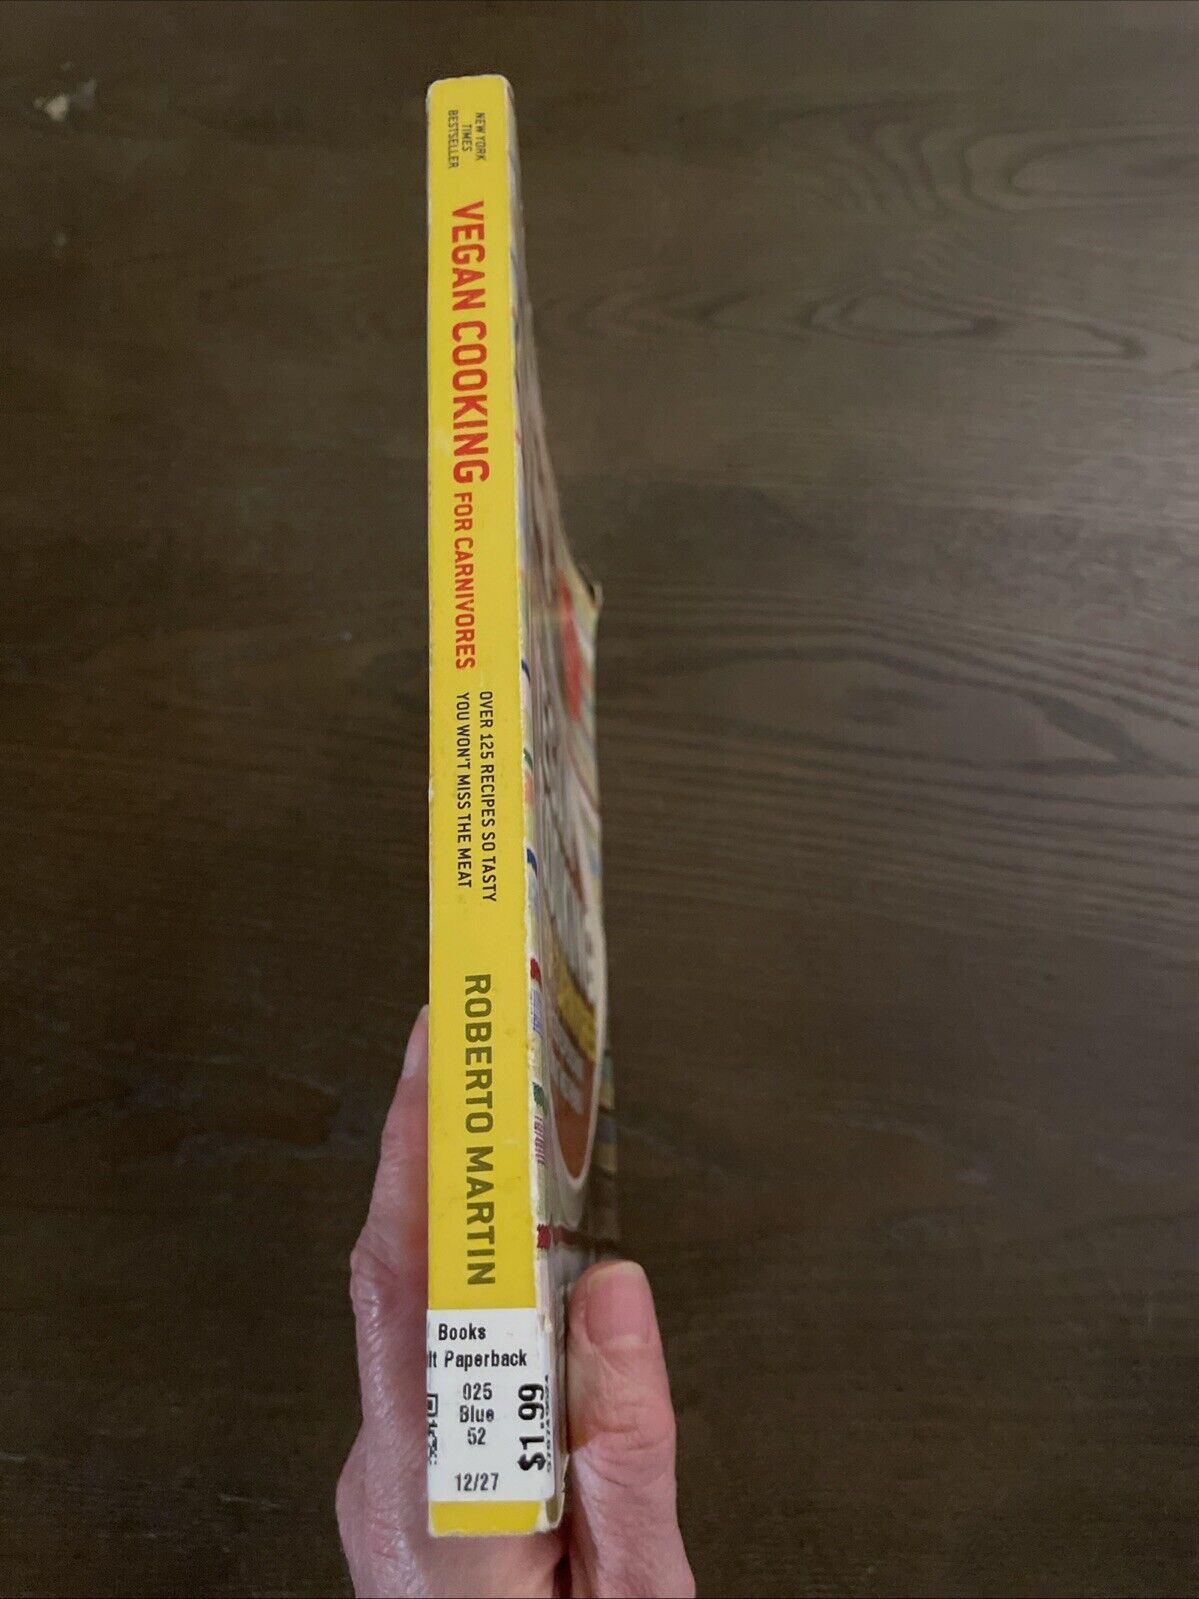 NEW YORK
TIMES
BESTSELLER
VEGAN COOKING FOR CARNIVORES
OVER 125 RECIPES SO TASTY
YOU WON'T MISS THE MEAT
ROBERTO MARTIN
Books
Paperback
025
Blue
52
12/27
$1.99